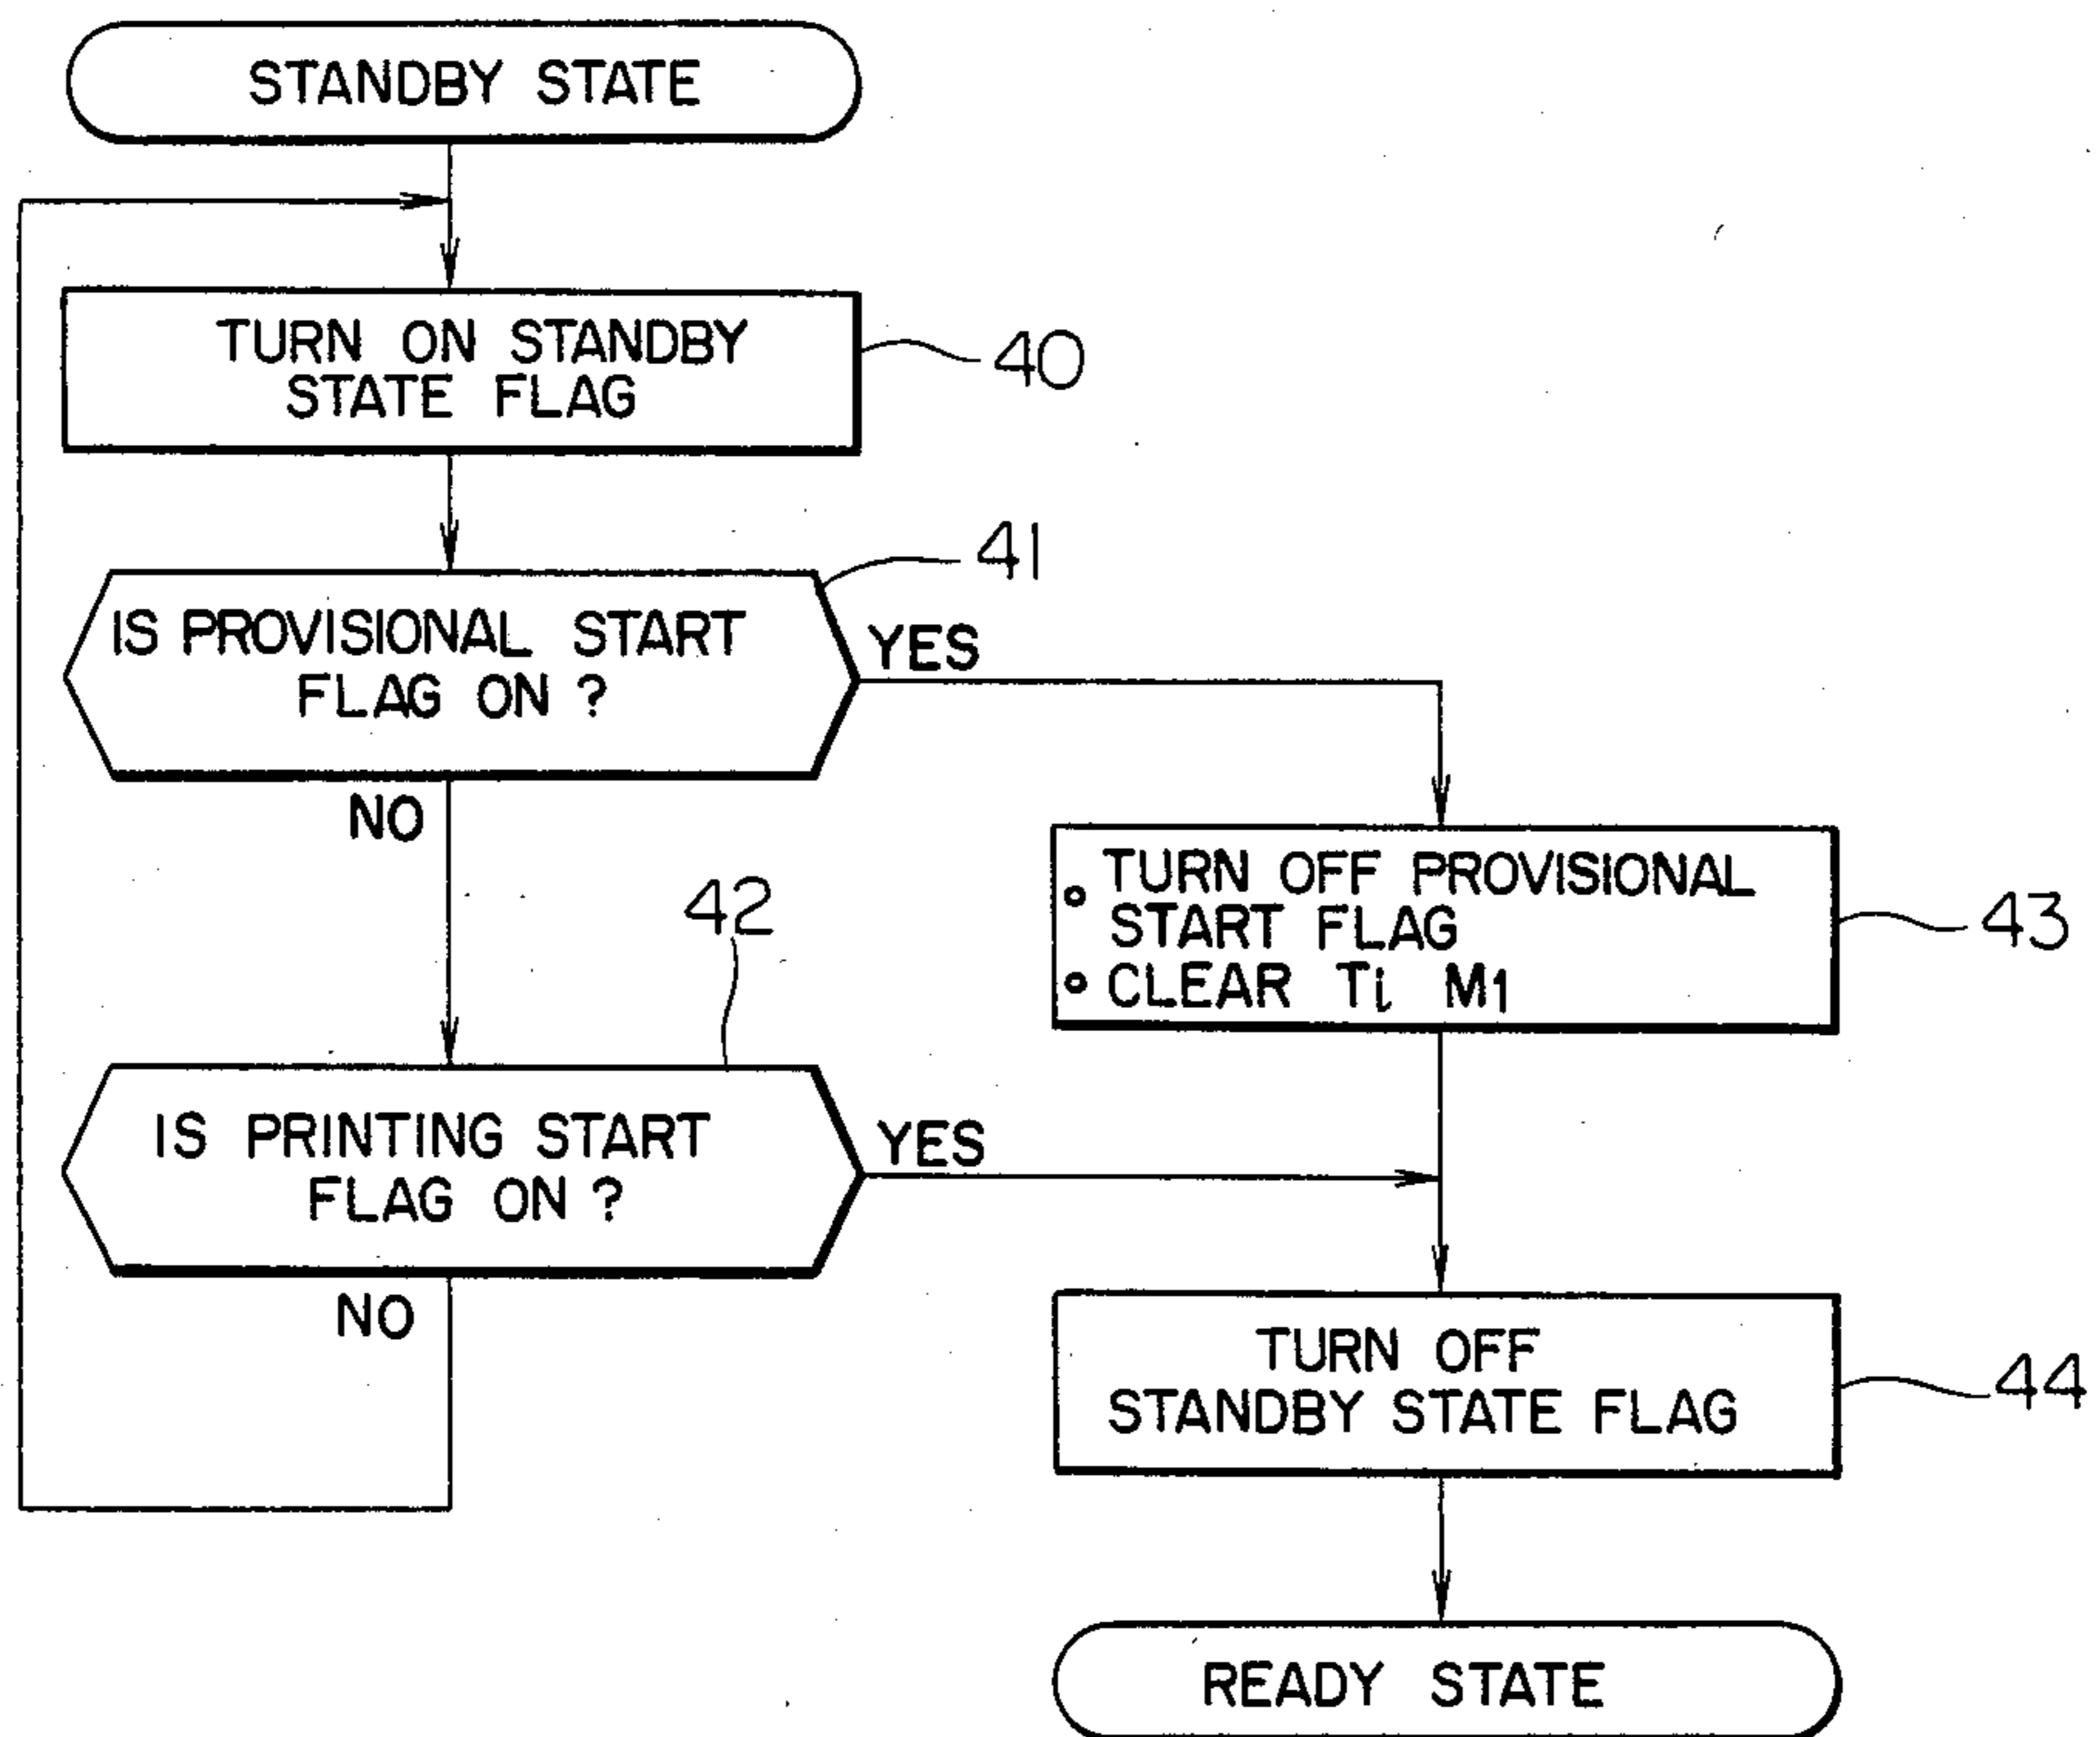 STANDBY STATE
TURN ON STANDBY
STATE FLAG
40
41
IS PROVISIONAL START
FLAG ON ?
YES
NO
42
TURN OFF PROVISIONAL
START FLAG
CLEAR Ti M1
43
IS PRINTING START
FLAG ON ?
YES
NO
TURN OFF
STANDBY STATE FLAG
44
READY STATE